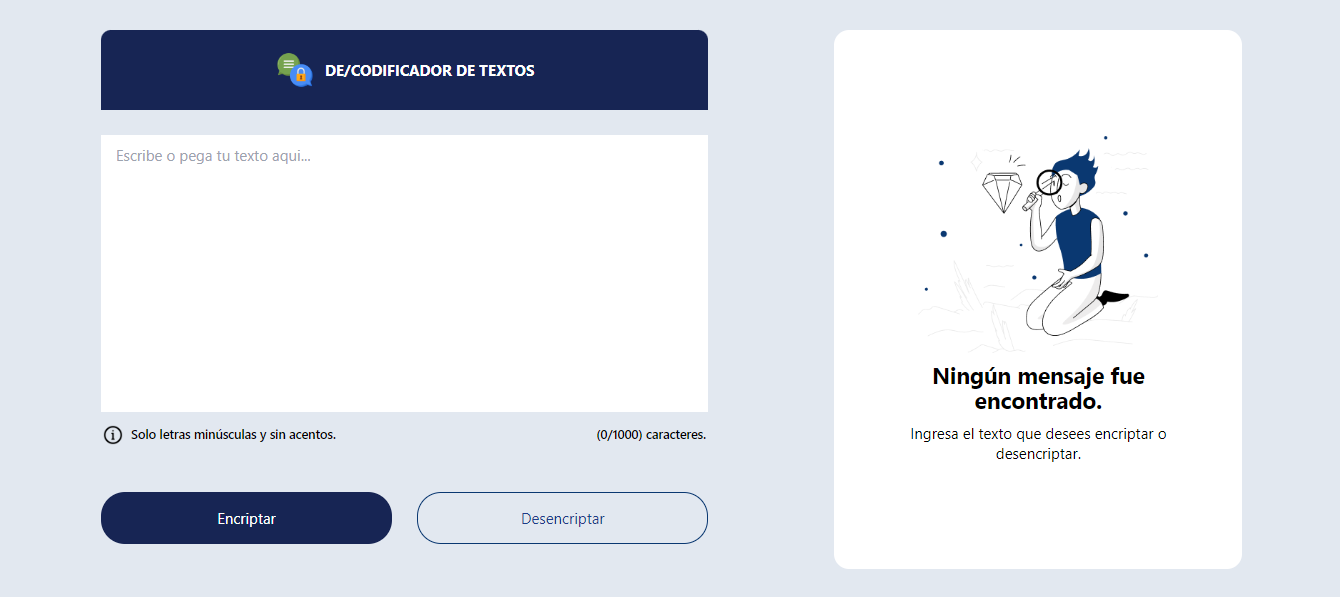 DE/CODIFICADOR DE TEXTOS
Escribe o pega tu texto aqui...
Solo letras minúsculas y sin acentos.
(0/1000) caracteres.
Encriptar
Desencriptar
Ningún mensaje fue
encontrado.
Ingresa el texto que desees encriptar o
desencriptar.